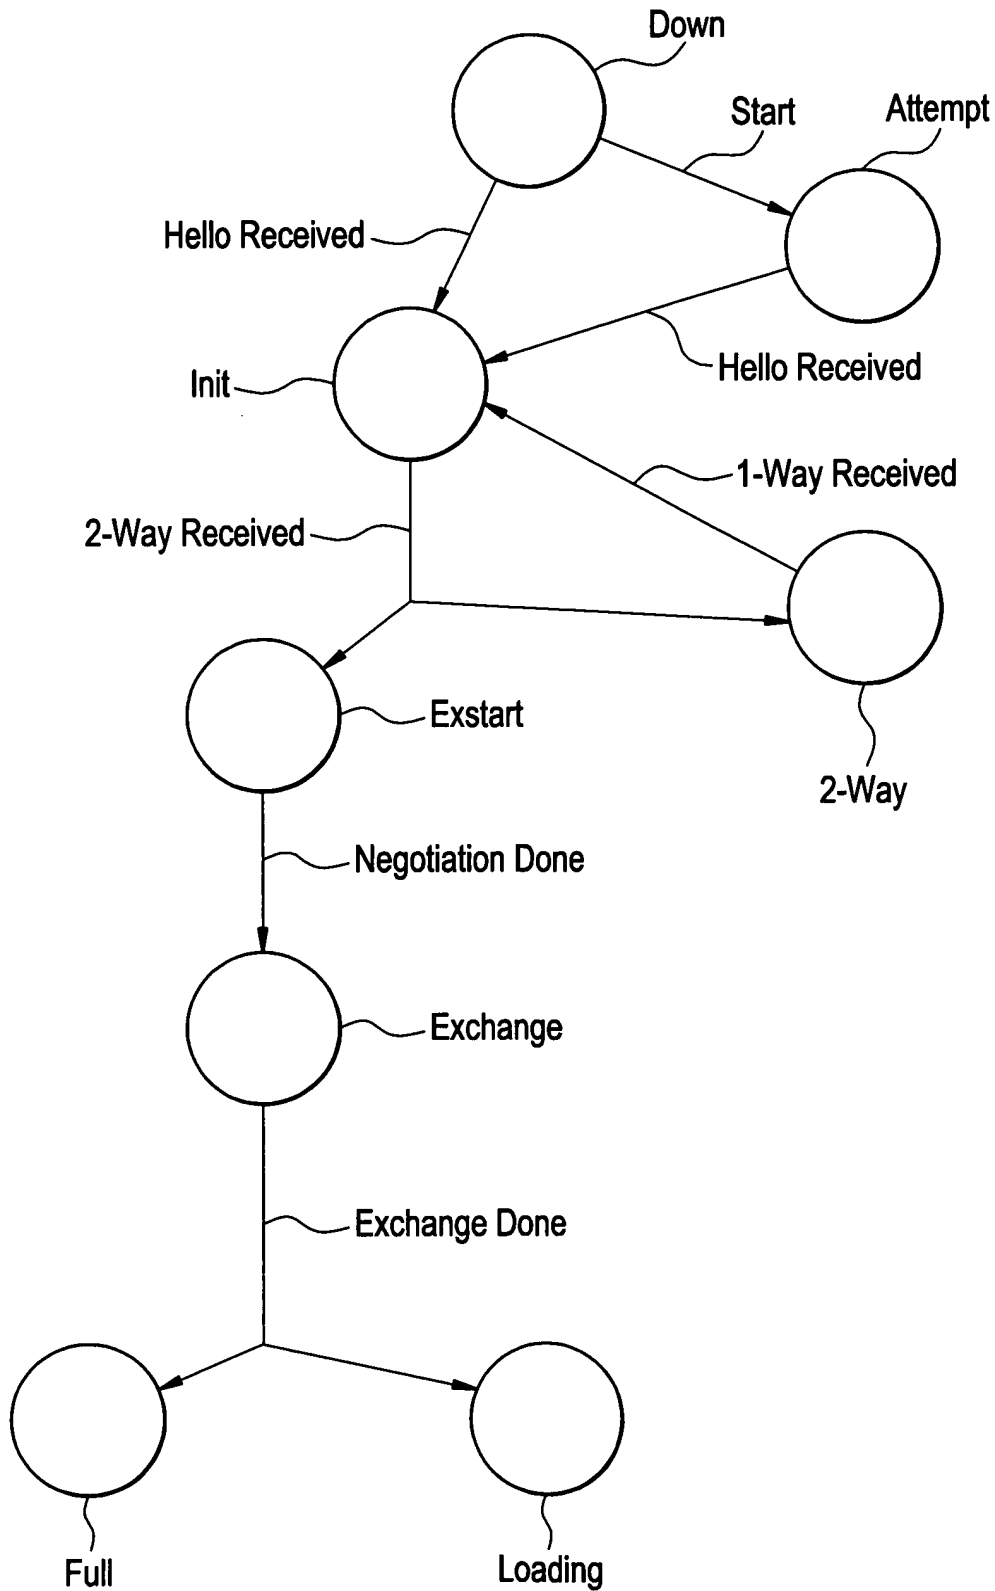 Down
Start
Attempt
Hello Received
Hello Received
Init
1-Way Received
2-Way Received
Exstart
2-Way
Negotiation Done
Exchange
Exchange Done
Full
Loading